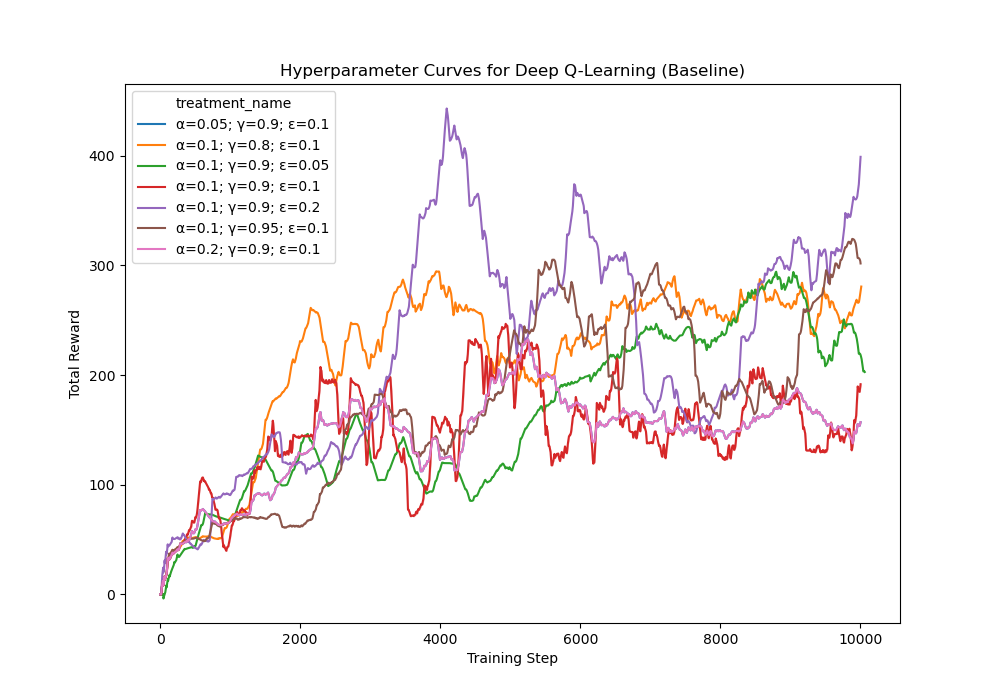 Hyperparameter Curves for Deep Q-Learning (Baseline)
treatment_name
α=0.05; γ=0.9; ε=0.1
α=0.1; γ=0.8; ε=0.1
α=0.1; γ=0.9; ε=0.05
α=0.1; γ=0.9; ε=0.1
α=0.1; γ=0.9; ε=0.2
α=0.1; γ=0.95; ε=0.1
α=0.2; γ=0.9; ε=0.1
400
300
200
100
0
Total Reward
0 2000 4000 6000 8000 10000
Training Step